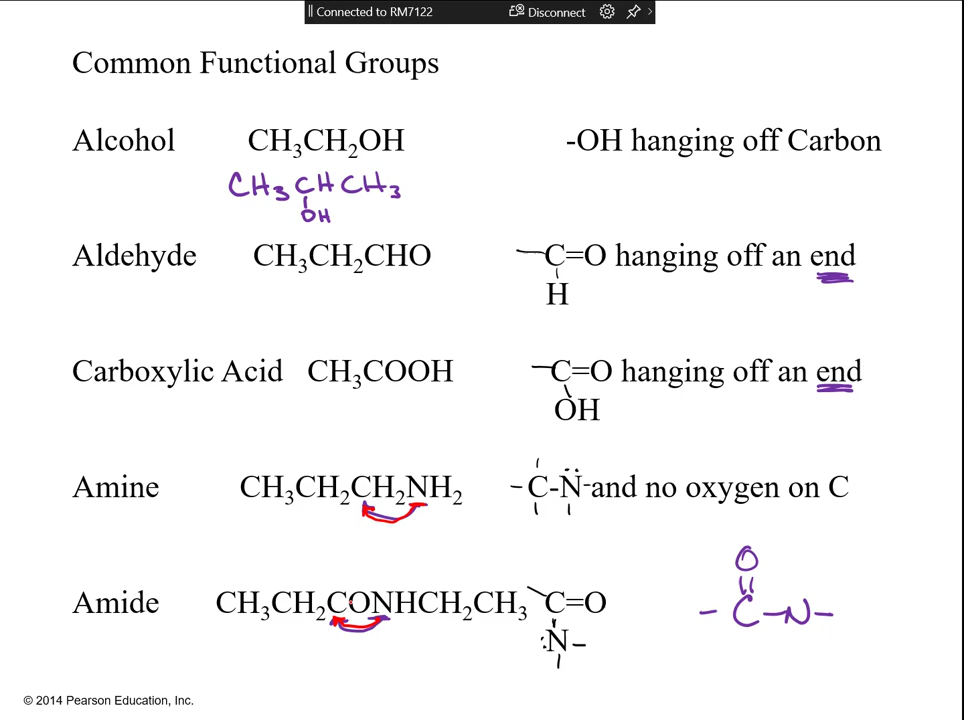 Connected to RM7122 Disconnect
Common Functional Groups
Alcohol CH₃CH₂OH -OH hanging off Carbon
CH₃CHCH₃
OH
Aldehyde CH₃CH₂CHO C=O hanging off an end
H
Carboxylic Acid CH₃COOH C=O hanging off an end
OH
Amine CH₃CH₂CH₂NH₂ -C-N-and no oxygen on C
O
Amide CH₃CH₂CONHCH₂CH₃ C=O -C-N-
:N-
© 2014 Pearson Education, Inc.